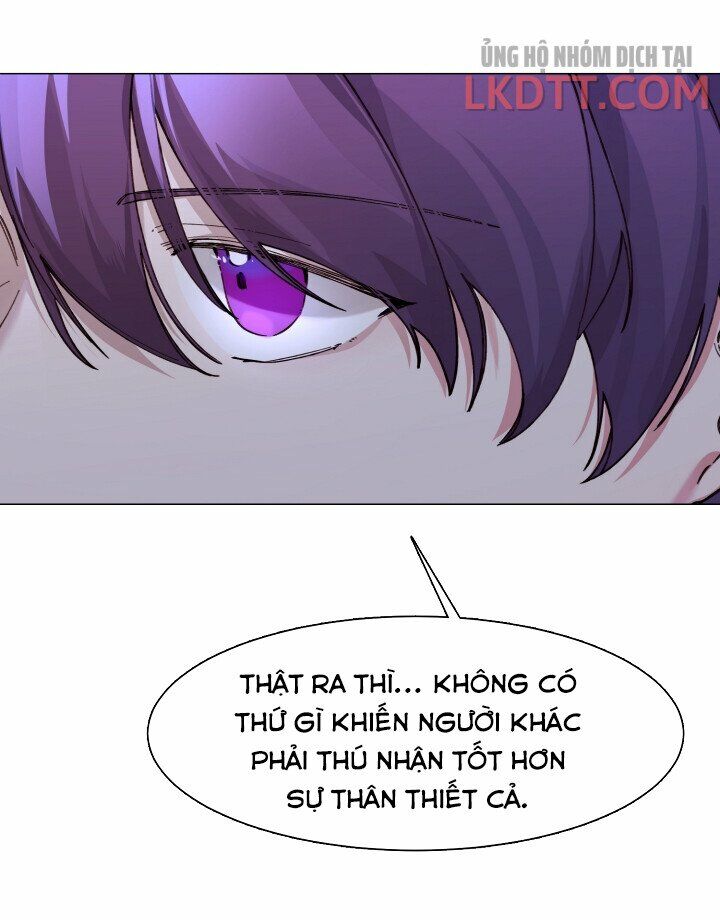 ỦNG HỘ NHÓM DỊCH TẠI
LKDTT.COM
THẬT RA THÌ... KHÔNG CÓ
THỨ GÌ KHIẾN NGƯỜI KHÁC
PHẢI THÚ NHẬN TỐT HƠN
SỰ THÂN THIẾT CẢ.